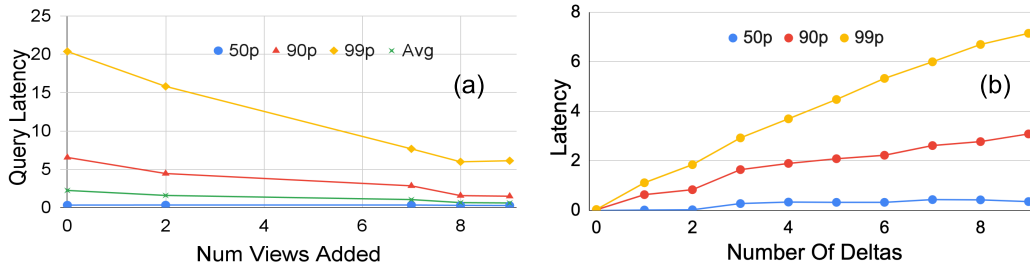 25
20
15
10
5
0
Query Latency
50p 90p 99p Avg
(a)
0 2 4 6 8
Num Views Added
8
6
4
2
0
Latency
50p 90p 99p
(b)
0 2 4 6 8
Number Of Deltas